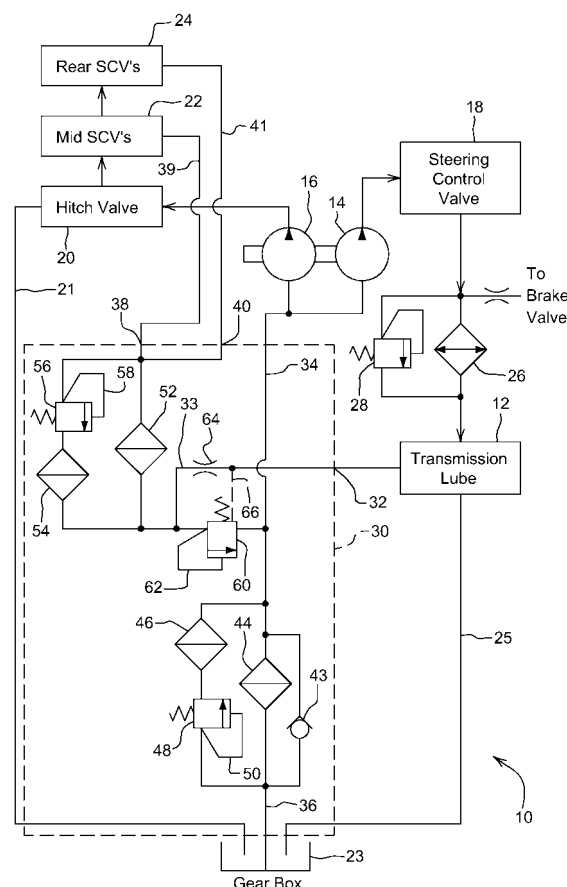 24
Rear SCV's
22
Mid SCV's
41
39
18
Steering
Control
Valve
16
14
Hitch Valve
20
21
To
Brake
Valve
38
40
34
28
26
56
58
52
12
33
64
Transmission
Lube
32
54
66
30
62
60
46
44
25
43
48
50
36
10
23
Gear Box